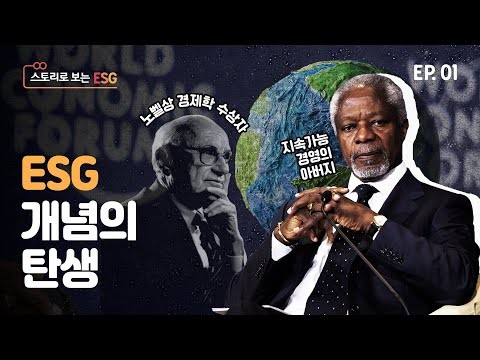 스토리로 보는 ESG
EP. 01
WORLD
ECONOMIC
FORUM
노벨상 경제학 수상자
지속가능
경영의
아버지
ESG
개념의
탄생